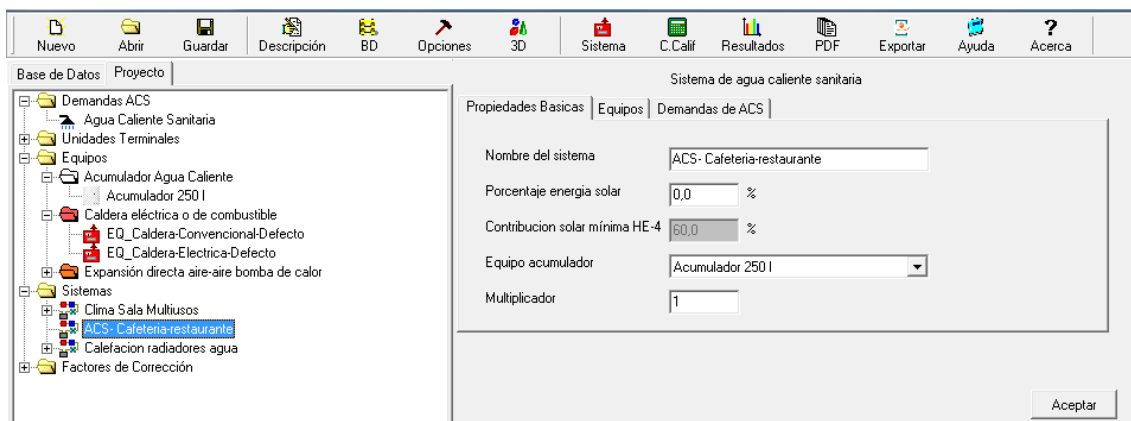 Nuevo Abrir Guardar Descripción BD Opciones 3D Sistema C.Calif Resultados PDF Exportar Ayuda Acerca
Base de Datos Proyecto
Demandas ACS
Agua Caliente Sanitaria
Unidades Terminales
Equipos
Acumulador Agua Caliente
Acumulador 250 l
Caldera eléctrica o de combustible
EQ_Caldera-Convencional-Defecto
EQ_Caldera-Electrica-Defecto
Expansión directa aire-aire bomba de calor
Sistemas
Clima Sala Multiusos
ACS- Cafeteria-restaurante
Calefacion radiadores agua
Factores de Corrección
Sistema de agua caliente sanitaria
Propiedades Basicas Equipos Demandas de ACS
Nombre del sistema ACS- Cafeteria-restaurante
Porcentaje energia solar 0,0 %
Contribucion solar mínima HE-4 60,0 %
Equipo acumulador Acumulador 250 l
Multiplicador 1
Aceptar